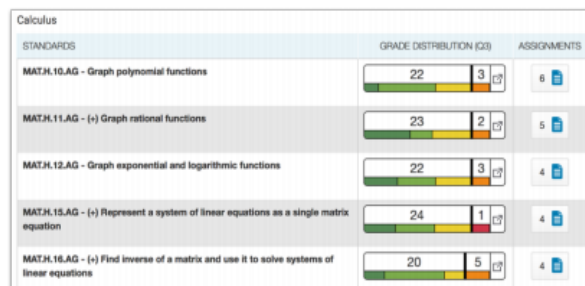 Calculus
STANDARDS GRADE DISTRIBUTION (Q3) ASSIGNMENTS
MAT.H.10.AG - Graph polynomial functions 22 3 6
MAT.H.11.AG - (+) Graph rational functions 23 2 5
MAT.H.12.AG - Graph exponential and logarithmic functions 22 3 4
MAT.H.15.AG - (+) Represent a system of linear equations as a single matrix
equation 24 1 4
MAT.H.16.AG - (+) Find inverse of a matrix and use it to solve systems of
linear equations 20 5 4